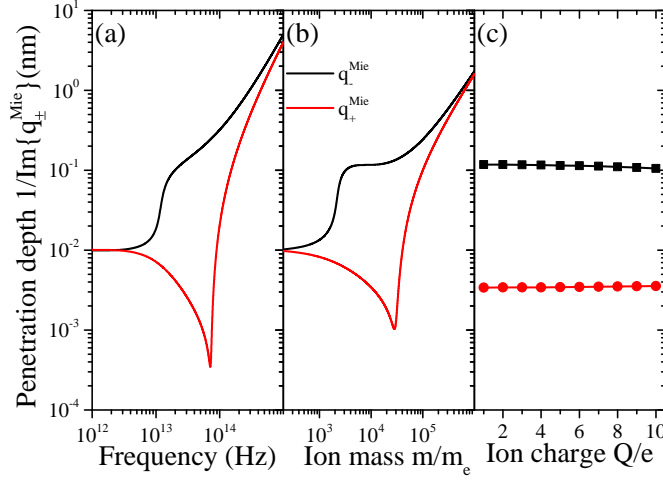 (a)
(b)
(c)
q_-^Mie
q_+^Mie
Penetration depth 1/Im{q_±^Mie}(nm)
10^1
10^0
10^-1
10^-2
10^-3
10^-4
10^12
10^13
10^14
10^3
10^4
10^5
2
4
6
8
10
Frequency (Hz)
Ion mass m/m_e
Ion charge Q/e